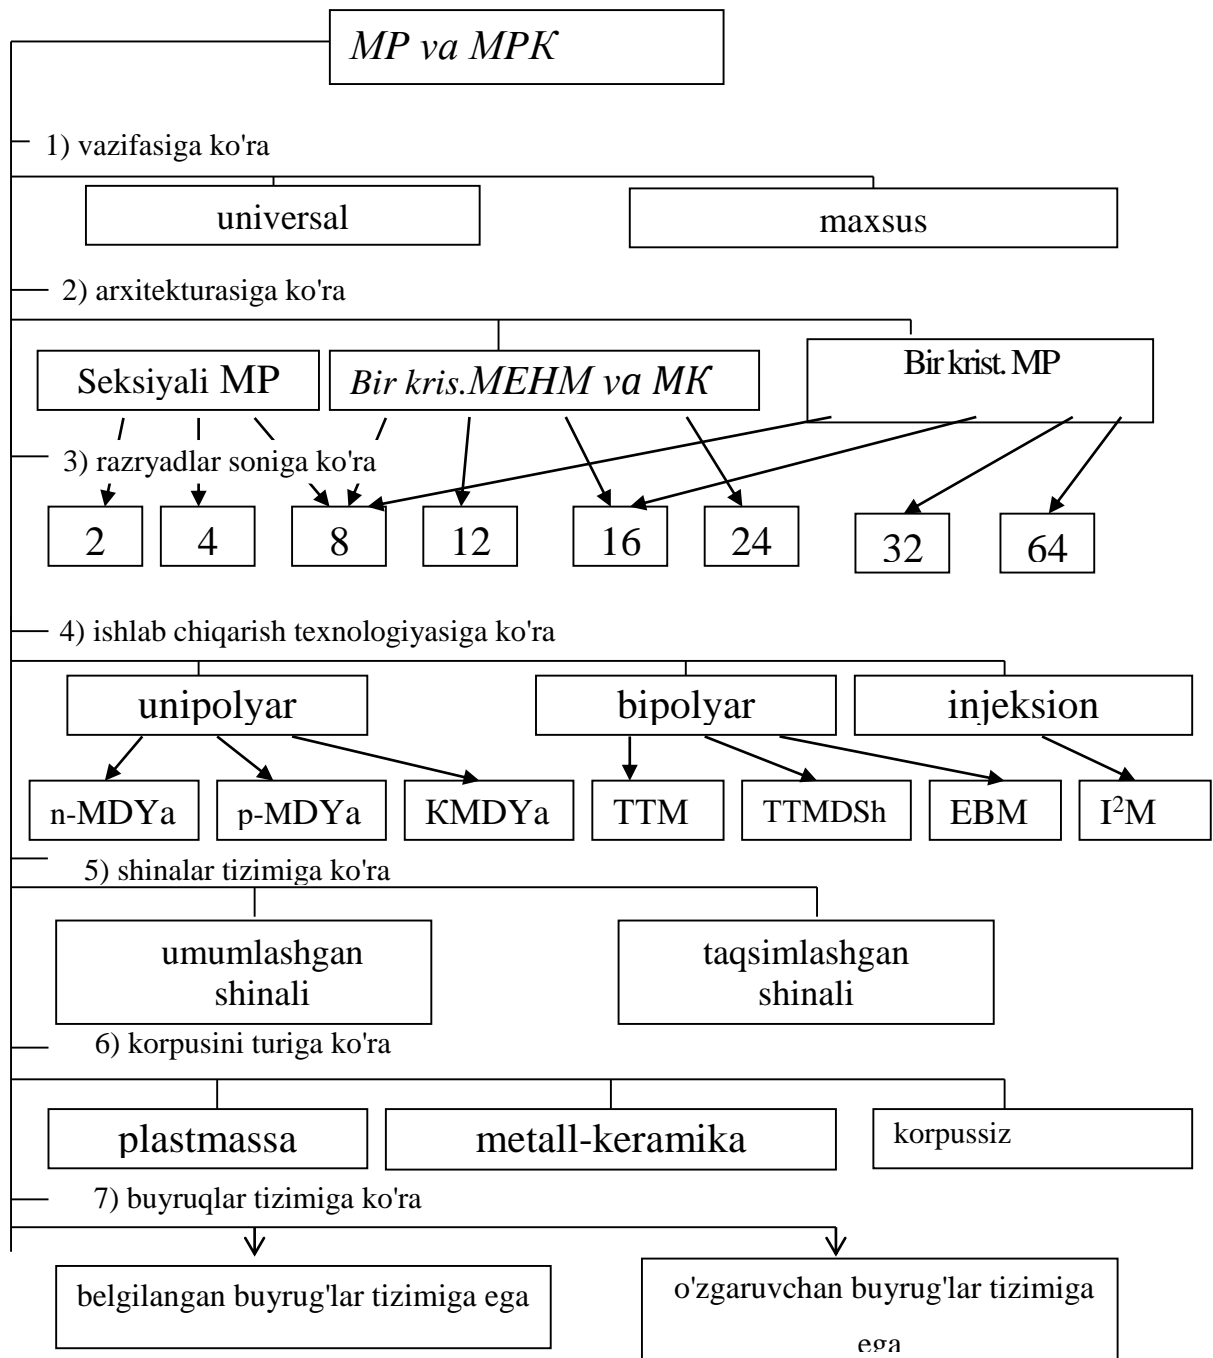 MP va MPK
1) vazifasiga ko'ra
universal
maxsus
2) arxitekturasiga ko'ra
Seksiyali MP
Bir kris.MEHM va MK
Bir krist. MP
3) razryadlar soniga ko'ra
2
4
8
12
16
24
32
64
4) ishlab chiqarish texnologiyasiga ko'ra
unipolyar
bipolyar
injeksion
n-MDYa
p-MDYa
KMDYa
TTM
TTMDSh
EBM
I²M
5) shinalar tizimiga ko'ra
umumlashgan
shinali
taqsimlashgan
shinali
6) korpusini turiga ko'ra
plastmassa
metall-keramika
korpussiz
7) buyruqlar tizimiga ko'ra
belgilangan buyrug'lar tizimiga ega
o'zgaruvchan buyrug'lar tizimiga
ega